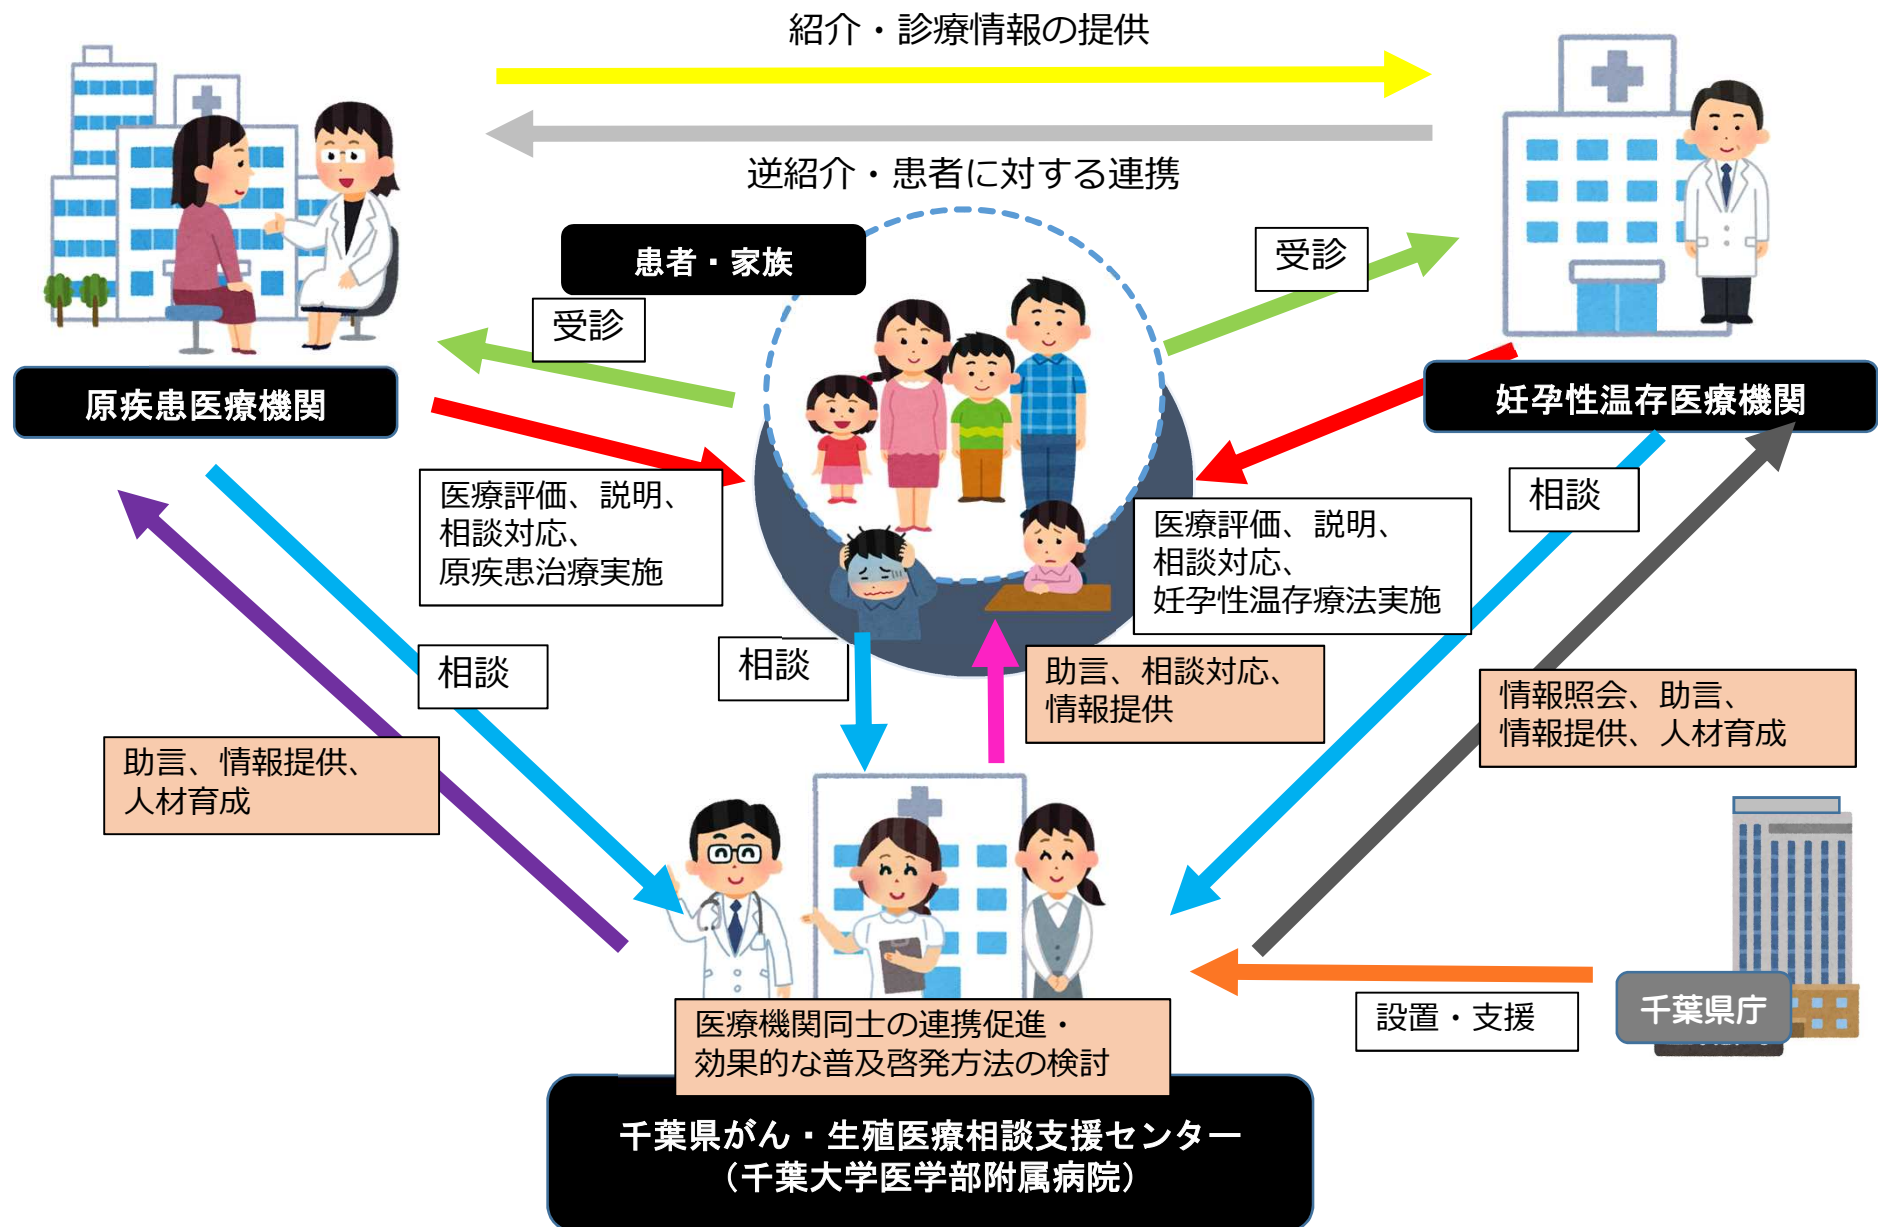 紹介・診療情報の提供
逆紹介・患者に対する連携
患者・家族
受診
受診
原疾患医療機関
妊孕性温存医療機関
医療評価、説明、
相談対応、
原疾患治療実施
医療評価、説明、
相談対応、
妊孕性温存療法実施
相談
相談
相談
助言、相談対応、
情報提供
情報照会、助言、
情報提供、人材育成
助言、情報提供、
人材育成
医療機関同士の連携促進・
効果的な普及啓発方法の検討
設置・支援
千葉県庁
千葉県がん・生殖医療相談支援センター
（千葉大学医学部附属病院）